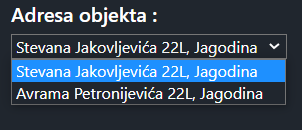 Adresa objekta :
Stevana Jakovljevića 22L, Jagodina
Stevana Jakovljevića 22L, Jagodina
Avrama Petronijevića 22L, Jagodina